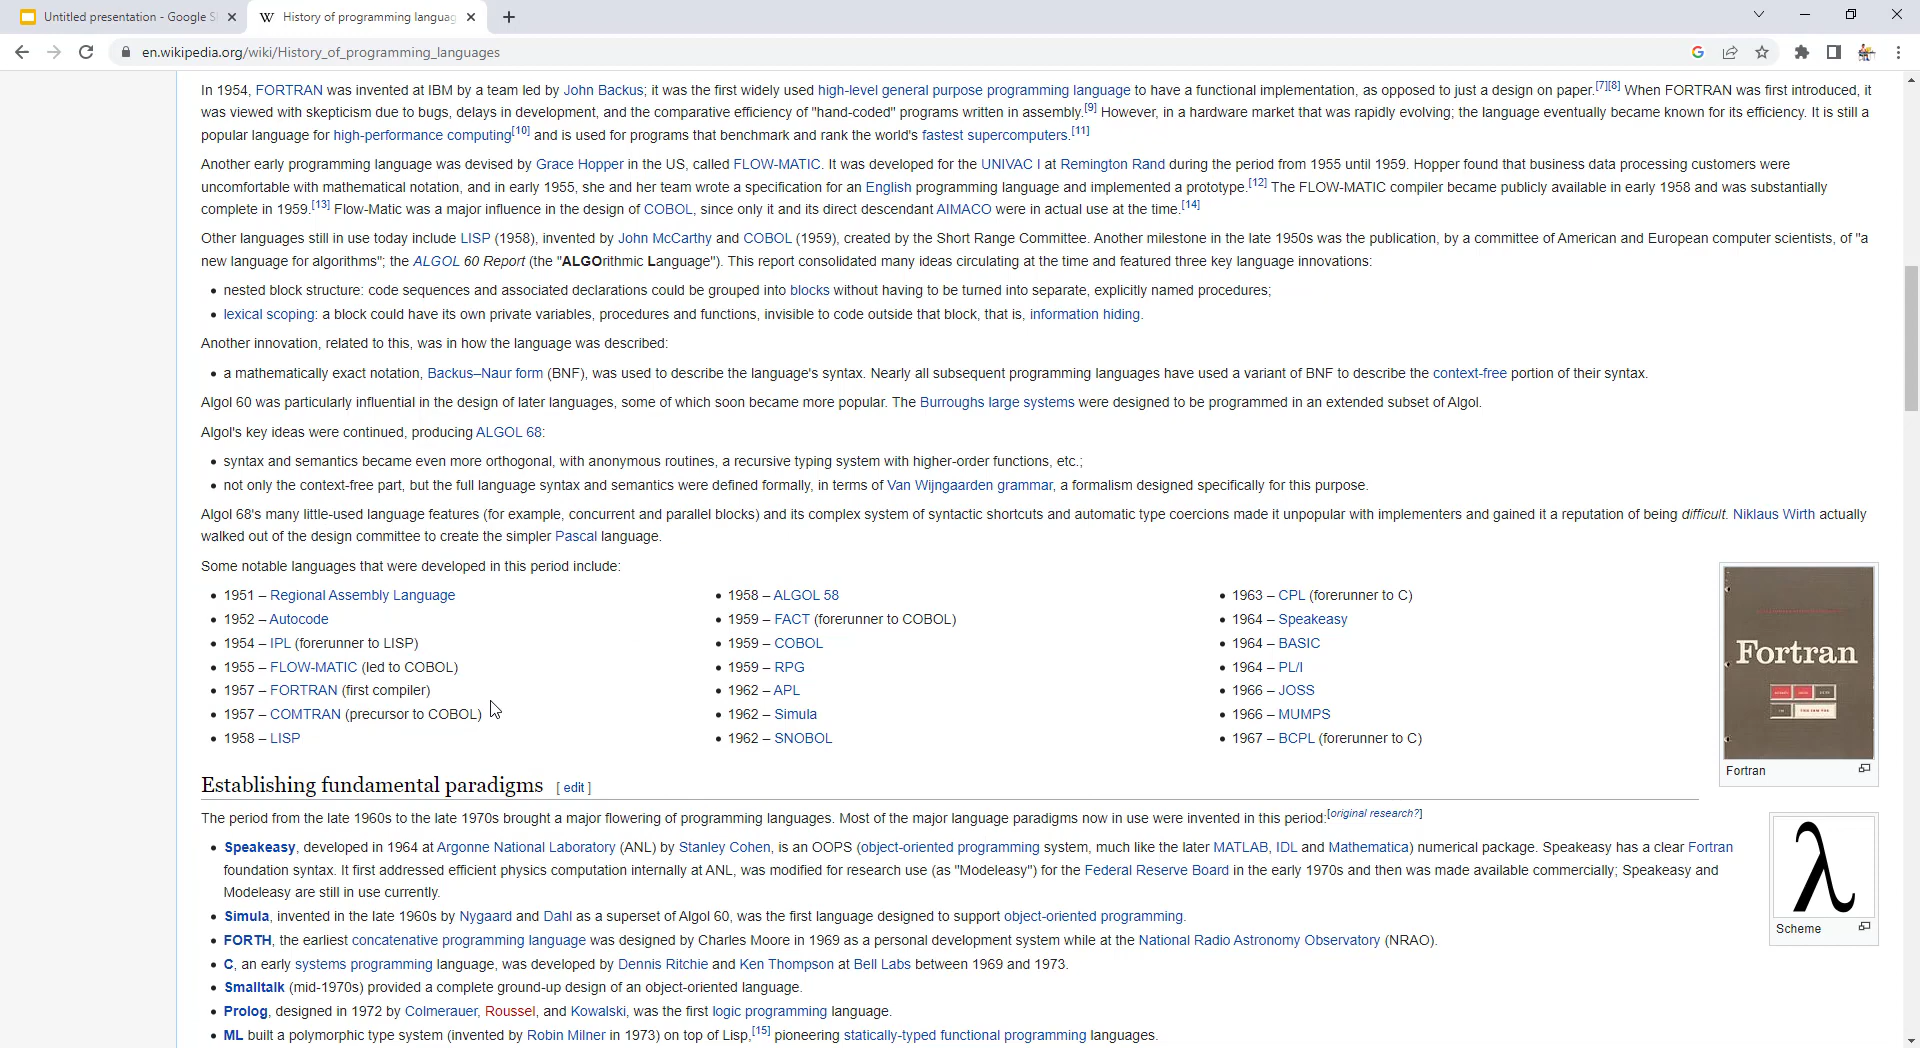 Untitled presentation - Google S
History of programming languag
en.wikipedia.org/wiki/History_of_programming_languages
In 1954, FORTRAN was invented at IBM by a team led by John Backus; it was the first widely used high-level general purpose programming language to have a functional implementation, as opposed to just a design on paper.[7][8] When FORTRAN was first introduced, it
was viewed with skepticism due to bugs, delays in development, and the comparative efficiency of "hand-coded" programs written in assembly.[9] However, in a hardware market that was rapidly evolving; the language eventually became known for its efficiency. It is still a
popular language for high-performance computing[10] and is used for programs that benchmark and rank the world's fastest supercomputers.[11]
Another early programming language was devised by Grace Hopper in the US, called FLOW-MATIC. It was developed for the UNIVAC I at Remington Rand during the period from 1955 until 1959. Hopper found that business data processing customers were
uncomfortable with mathematical notation, and in early 1955, she and her team wrote a specification for an English programming language and implemented a prototype.[12] The FLOW-MATIC compiler became publicly available in early 1958 and was substantially
complete in 1959.[13] Flow-Matic was a major influence in the design of COBOL, since only it and its direct descendant AIMACO were in actual use at the time.[14]
Other languages still in use today include LISP (1958), invented by John McCarthy and COBOL (1959), created by the Short Range Committee. Another milestone in the late 1950s was the publication, by a committee of American and European computer scientists, of "a
new language for algorithms"; the ALGOL 60 Report (the "ALGOrithmic Language"). This report consolidated many ideas circulating at the time and featured three key language innovations:
• nested block structure: code sequences and associated declarations could be grouped into blocks without having to be turned into separate, explicitly named procedures;
• lexical scoping: a block could have its own private variables, procedures and functions, invisible to code outside that block, that is, information hiding.
Another innovation, related to this, was in how the language was described:
• a mathematically exact notation, Backus–Naur form (BNF), was used to describe the language's syntax. Nearly all subsequent programming languages have used a variant of BNF to describe the context-free portion of their syntax.
Algol 60 was particularly influential in the design of later languages, some of which soon became more popular. The Burroughs large systems were designed to be programmed in an extended subset of Algol.
Algol's key ideas were continued, producing ALGOL 68:
• syntax and semantics became even more orthogonal, with anonymous routines, a recursive typing system with higher-order functions, etc.;
• not only the context-free part, but the full language syntax and semantics were defined formally, in terms of Van Wijngaarden grammar, a formalism designed specifically for this purpose.
Algol 68's many little-used language features (for example, concurrent and parallel blocks) and its complex system of syntactic shortcuts and automatic type coercions made it unpopular with implementers and gained it a reputation of being difficult. Niklaus Wirth actually
walked out of the design committee to create the simpler Pascal language.
Some notable languages that were developed in this period include:
• 1951 – Regional Assembly Language
• 1952 – Autocode
• 1954 – IPL (forerunner to LISP)
• 1955 – FLOW-MATIC (led to COBOL)
• 1957 – FORTRAN (first compiler)
• 1957 – COMTRAN (precursor to COBOL)
• 1958 – LISP
• 1958 – ALGOL 58
• 1959 – FACT (forerunner to COBOL)
• 1959 – COBOL
• 1959 – RPG
• 1962 – APL
• 1962 – Simula
• 1962 – SNOBOL
• 1963 – CPL (forerunner to C)
• 1964 – Speakeasy
• 1964 – BASIC
• 1964 – PL/I
• 1966 – JOSS
• 1966 – MUMPS
• 1967 – BCPL (forerunner to C)
Fortran
Fortran
Establishing fundamental paradigms [ edit ]
The period from the late 1960s to the late 1970s brought a major flowering of programming languages. Most of the major language paradigms now in use were invented in this period:[original research?]
• Speakeasy, developed in 1964 at Argonne National Laboratory (ANL) by Stanley Cohen, is an OOPS (object-oriented programming system, much like the later MATLAB, IDL and Mathematica) numerical package. Speakeasy has a clear Fortran
foundation syntax. It first addressed efficient physics computation internally at ANL, was modified for research use (as "Modeleasy") for the Federal Reserve Board in the early 1970s and then was made available commercially; Speakeasy and
Modeleasy are still in use currently.
• Simula, invented in the late 1960s by Nygaard and Dahl as a superset of Algol 60, was the first language designed to support object-oriented programming.
• FORTH, the earliest concatenative programming language was designed by Charles Moore in 1969 as a personal development system while at the National Radio Astronomy Observatory (NRAO).
• C, an early systems programming language, was developed by Dennis Ritchie and Ken Thompson at Bell Labs between 1969 and 1973.
• Smalltalk (mid-1970s) provided a complete ground-up design of an object-oriented language.
• Prolog, designed in 1972 by Colmerauer, Roussel, and Kowalski, was the first logic programming language.
• ML built a polymorphic type system (invented by Robin Milner in 1973) on top of Lisp,[15] pioneering statically-typed functional programming languages.
λ
Scheme